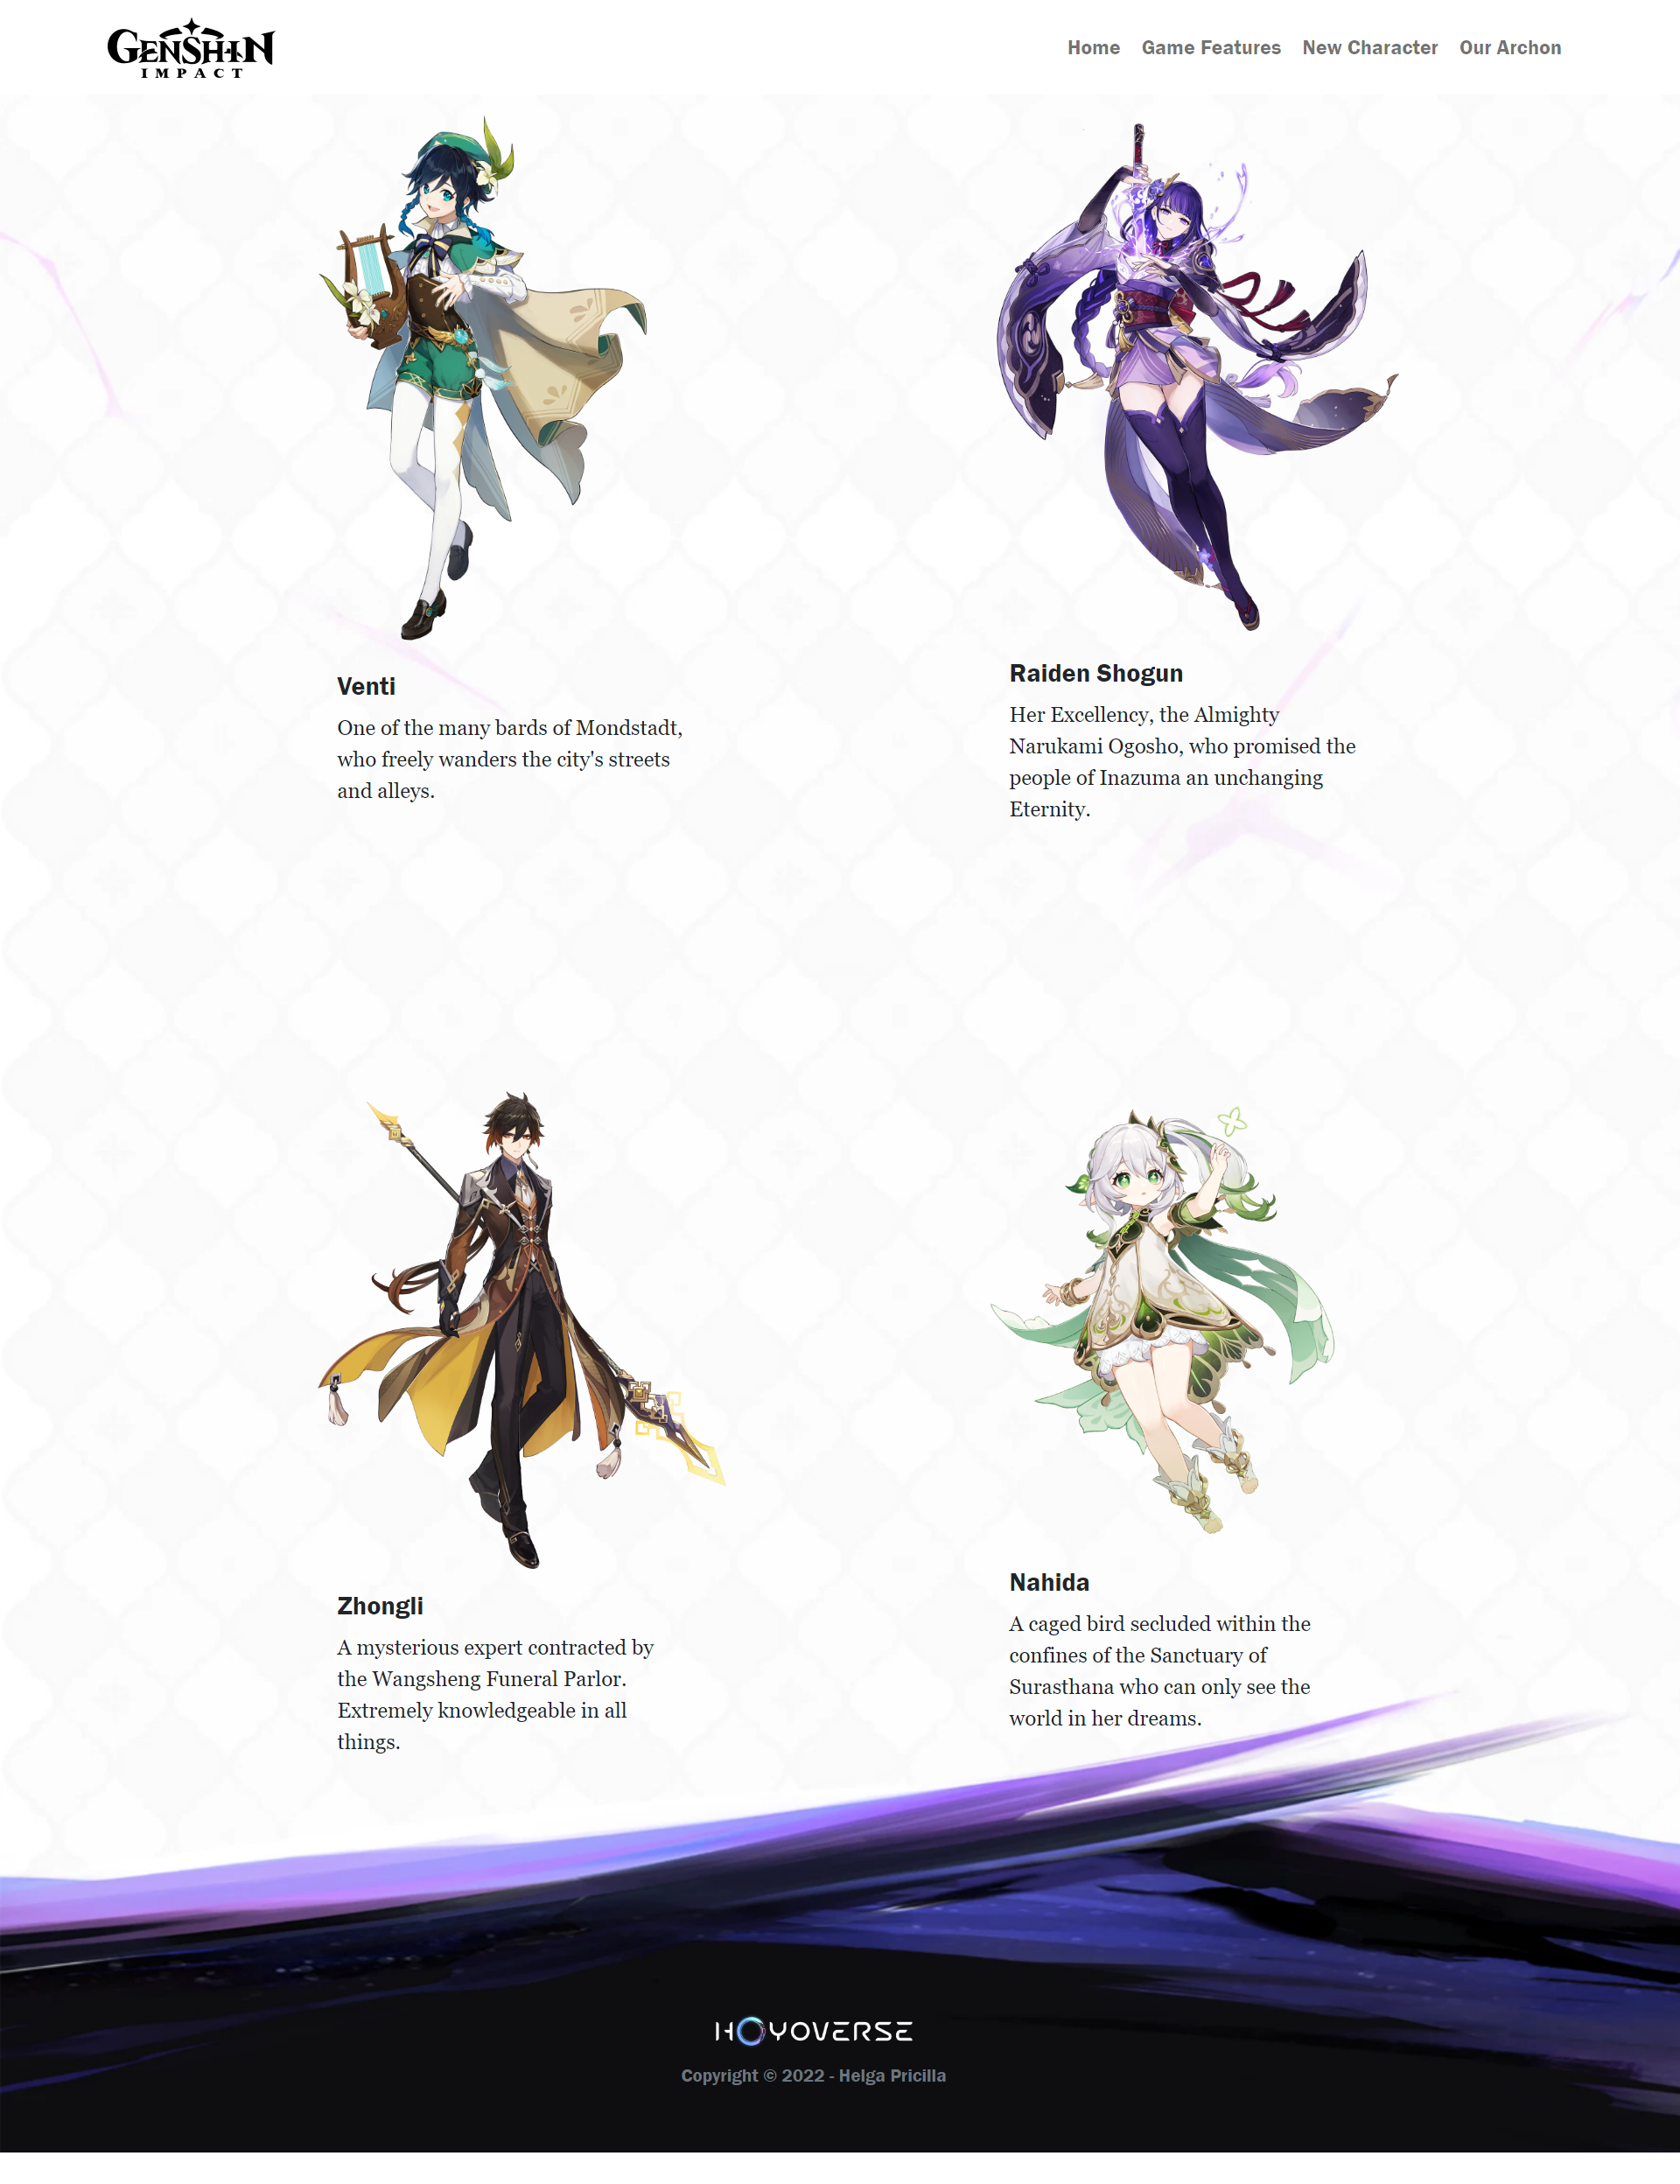 GENSHIN
IMPACT
Home Game Features New Character Our Archon
Venti
One of the many bards of Mondstadt,
who freely wanders the city's streets
and alleys.
Raiden Shogun
Her Excellency, the Almighty
Narukami Ogosho, who promised the
people of Inazuma an unchanging
Eternity.
Zhongli
A mysterious expert contracted by
the Wangsheng Funeral Parlor.
Extremely knowledgeable in all
things.
Nahida
A caged bird secluded within the
confines of the Sanctuary of
Surasthana who can only see the
world in her dreams.
HOYOVERSE
Copyright © 2022 - Helga Pricilla